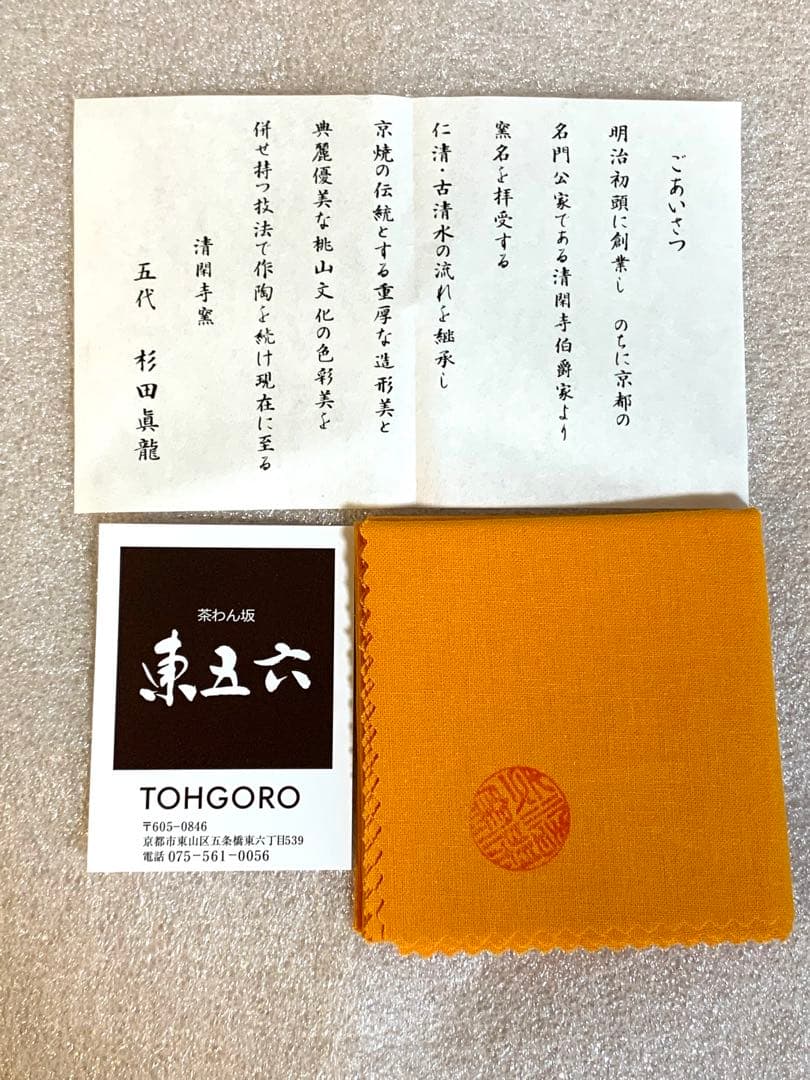 ごあいさつ
明治初頭に創業し のちに京都の
名門公家である清閑寺伯爵家より
窯名を拝受する
仁清・古清水の流れを継承し
京焼の伝統とする重厚な造形美と
典麗優美な桃山文化の色彩美を
併せ持つ技法で作陶を続け現在に至る
清閑寺窯
五代 杉田眞龍
茶わん坂
東五六
TOHGORO
〒605-0846
京都市東山区五条橋東六丁目539
電話 075-561-0056